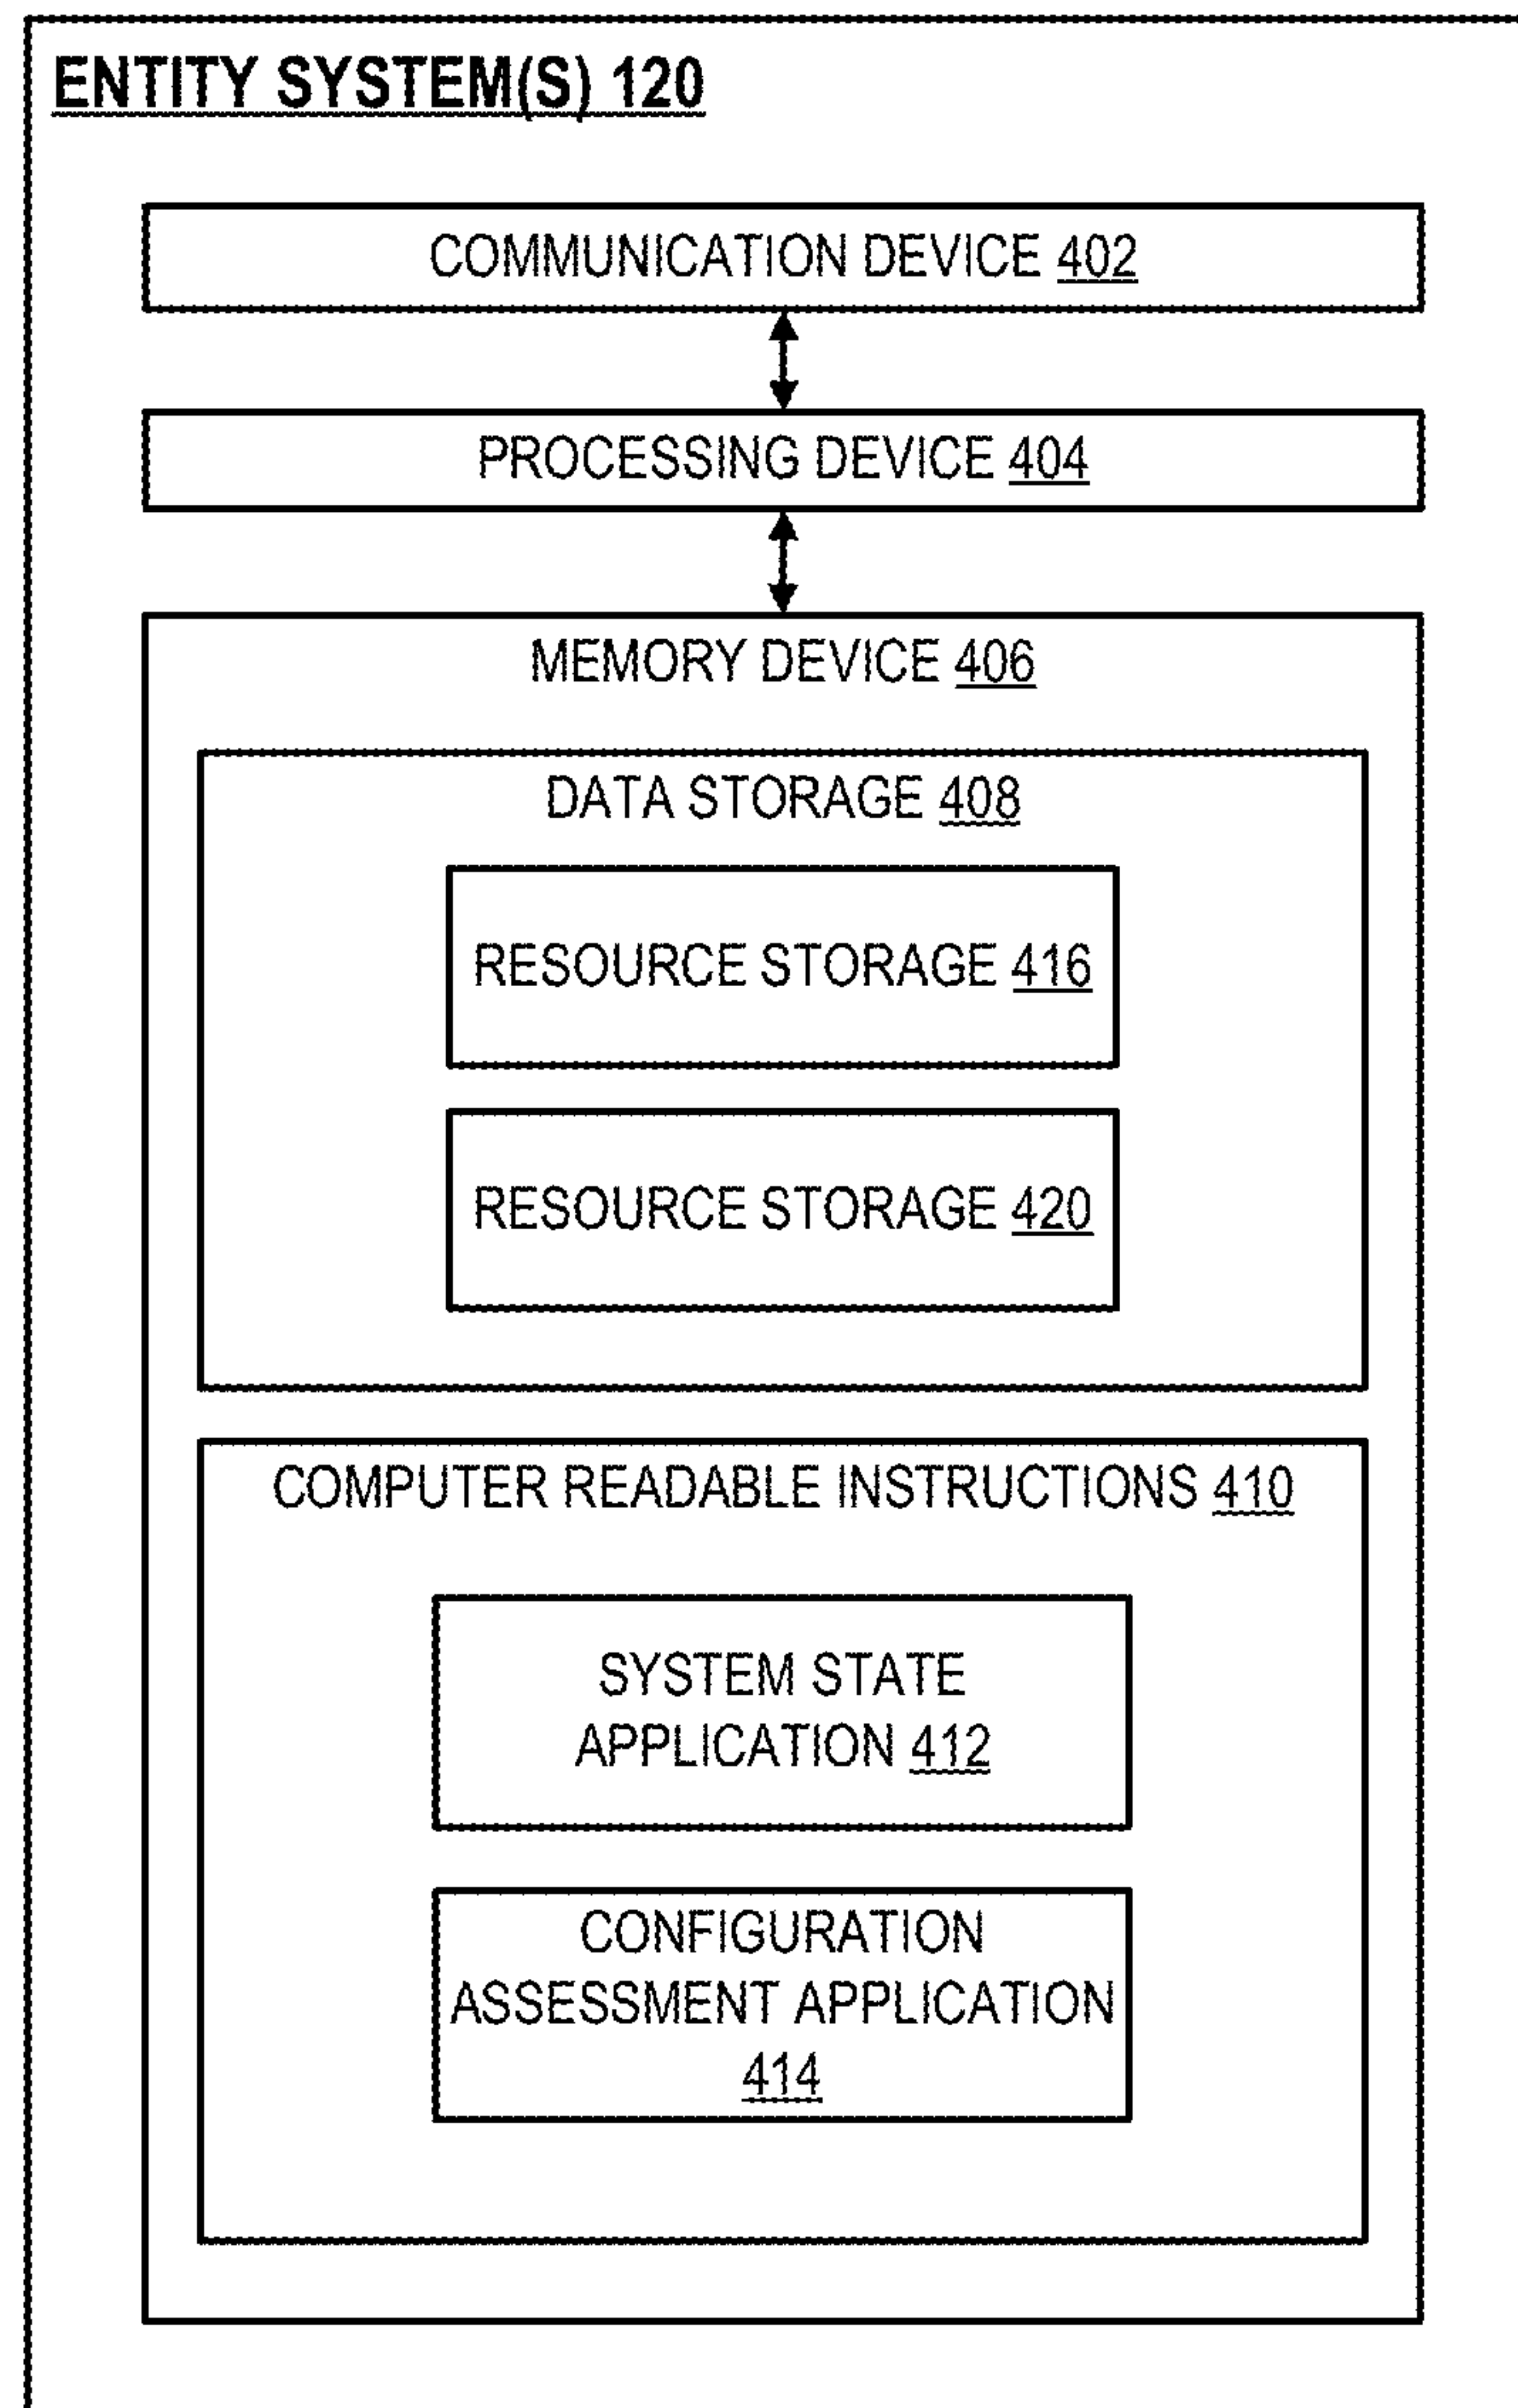 ENTITY SYSTEM(S) 120
COMMUNICATION DEVICE 402
PROCESSING DEVICE 404
MEMORY DEVICE 406
DATA STORAGE 408
RESOURCE STORAGE 416
RESOURCE STORAGE 420
COMPUTER READABLE INSTRUCTIONS 410
SYSTEM STATE
APPLICATION 412
CONFIGURATION
ASSESSMENT APPLICATION
414